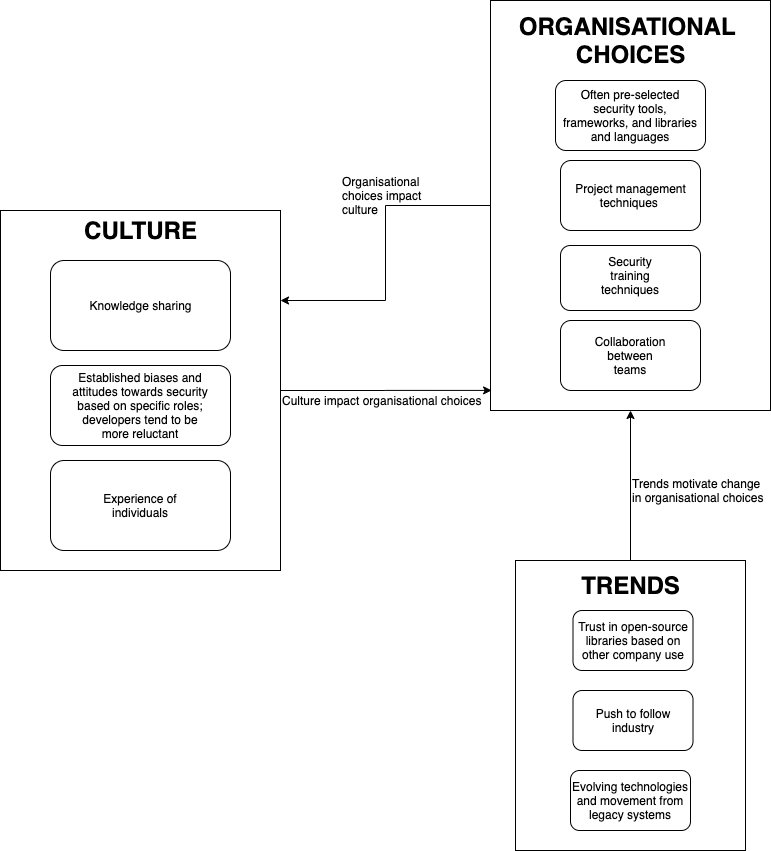 ORGANISATIONAL
CHOICES
Often pre-selected
security tools,
frameworks, and libraries
and languages
Project management
techniques
Security
training
techniques
Collaboration
between
teams
Organisational
choices impact
culture
CULTURE
Knowledge sharing
Established biases and
attitudes towards security
based on specific roles;
developers tend to be
more reluctant
Experience of
individuals
Culture impact organisational choices
Trends motivate change
in organisational choices
TRENDS
Trust in open-source
libraries based on
other company use
Push to follow
industry
Evolving technologies
and movement from
legacy systems